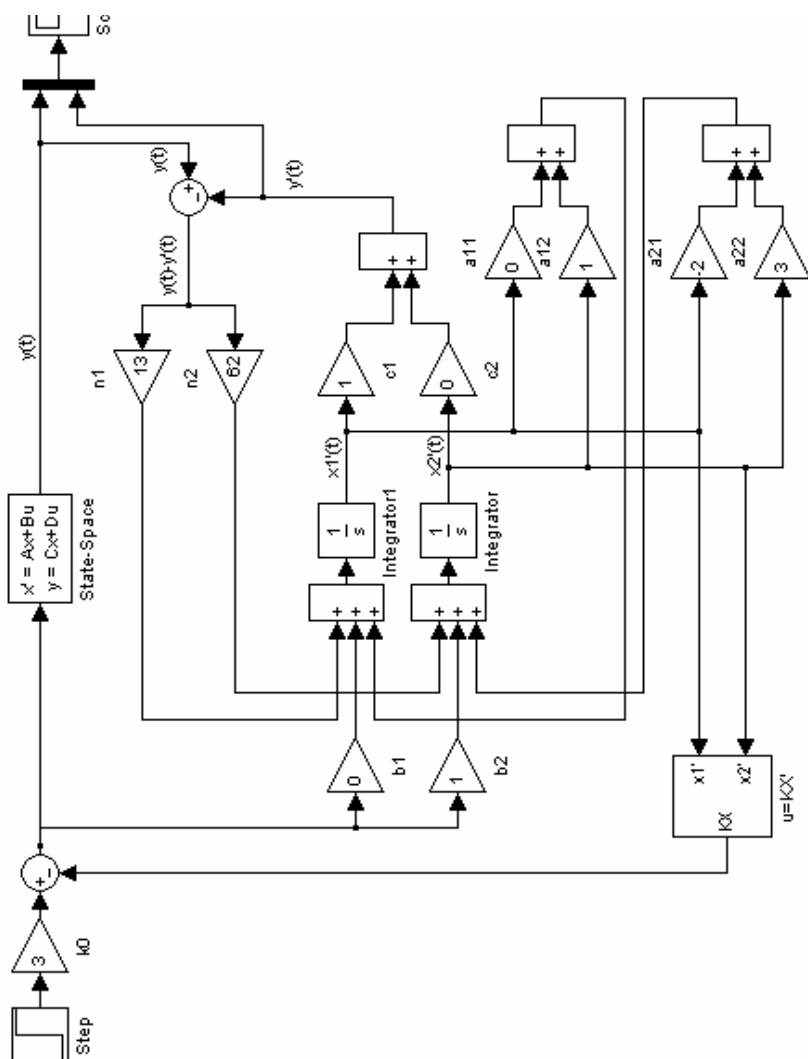 Step
3
k0
+
-
x' = Ax+Bu
y = Cx+Du
State-Space
y(t)
Sc
y(t)
+
-
y(t)-y'(t)
y'(t)
13
n1
62
n2
0
b1
1
b2
+
+
+
1
s
Integrator1
x1'(t)
1
c1
+
+
+
+
+
1
s
Integrator
x2'(t)
0
c2
0
a11
1
a12
+
+
-2
a21
3
a22
+
+
x1'
x2'
KX
u=KX'